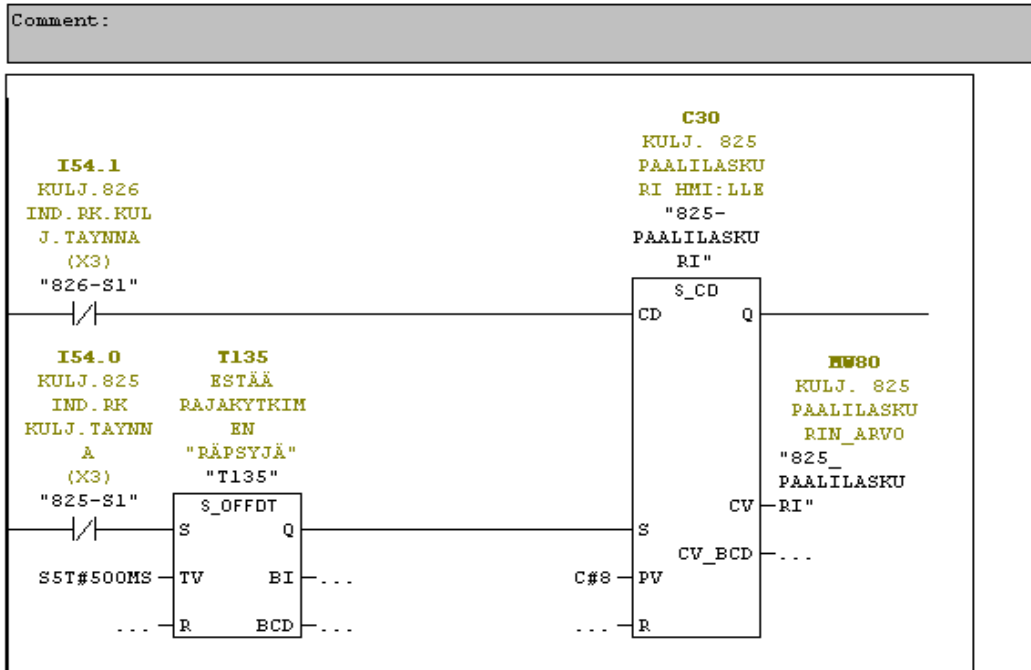 Comment:
C30
KULJ. 825
PAALILASKU
RI HMI:LLE
"825-
PAALILASKU
RI"
I54.1
KULJ.826
IND.RK.KUL
J.TAYNNA
(X3)
"826-S1"
S_CD
CD Q
I54.0
KULJ.825
IND.RK
KULJ.TAYNN
A
(X3)
"825-S1"
T135
ESTÄÄ
RAJAKYTKIM
EN
"RÄPSYJÄ"
"T135"
MW80
KULJ. 825
PAALILASKU
RIN_ARVO
"825_
PAALILASKU
RI"
S_OFFDT
S Q
S CV
CV_BCD ...
S5T#500MS TV BI ...
C#8 PV
... R BCD ...
... R